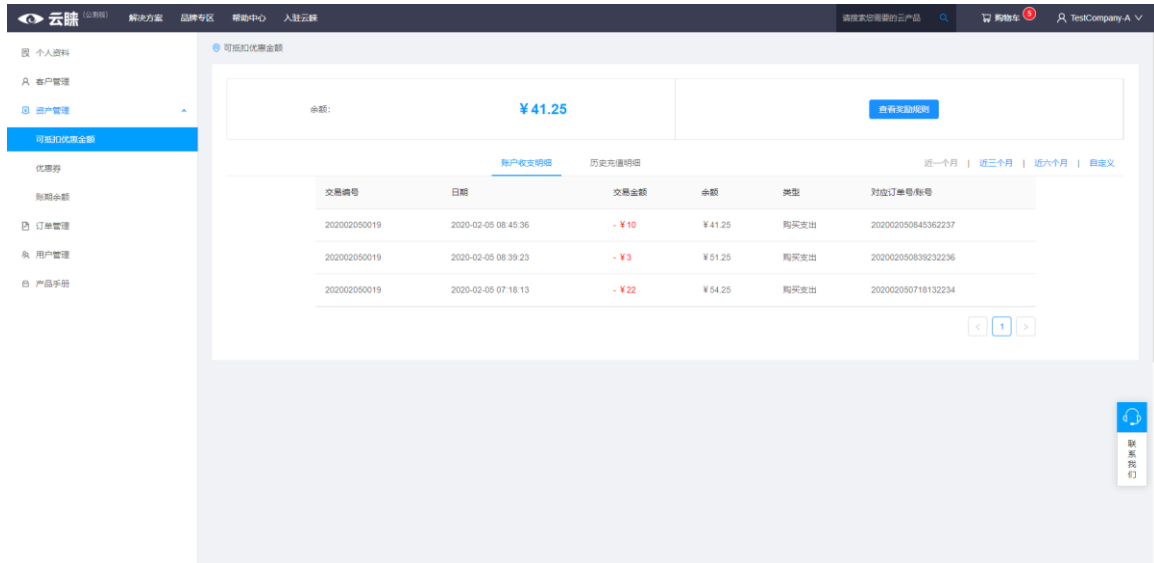 云睐 (公测版) 解决方案 品牌专区 帮助中心 入驻云睐 请搜索您需要的云产品 购物车 5 TestCompany-A
个人资料
客户管理
资产管理
可抵扣优惠金额
优惠券
账期余额
订单管理
用户管理
产品手册
可抵扣优惠金额
余额: ¥ 41.25 查看奖励规则
账户收支明细 历史充值明细 近一个月 | 近三个月 | 近六个月 | 自定义
交易编号 日期 交易金额 余额 类型 对应订单号/账号
202002050019 2020-02-05 08:45:36 - ¥ 10 ¥ 41.25 购买支出 202002050845362237
202002050019 2020-02-05 08:39:23 - ¥ 3 ¥ 51.25 购买支出 202002050839232236
202002050019 2020-02-05 07:18:13 - ¥ 22 ¥ 54.25 购买支出 202002050718132234
< 1 >
联
系
我
们